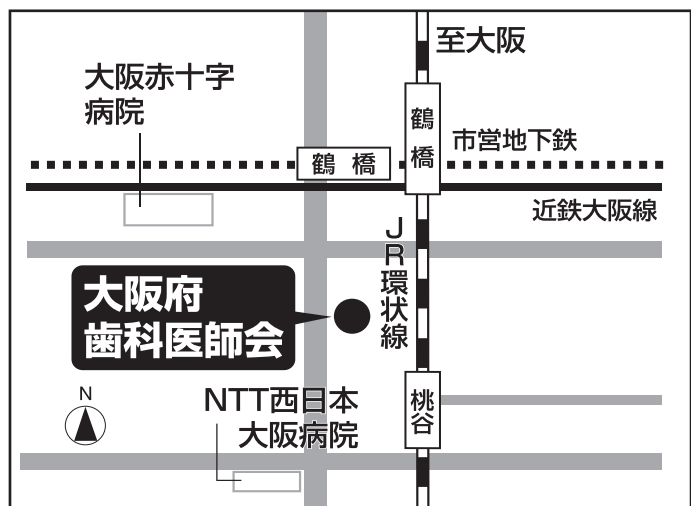 至大阪
大阪赤十字
病院
鶴橋
市営地下鉄
鶴橋
近鉄大阪線
JR環状線
大阪府
歯科医師会
N
NTT西日本
大阪病院
桃谷